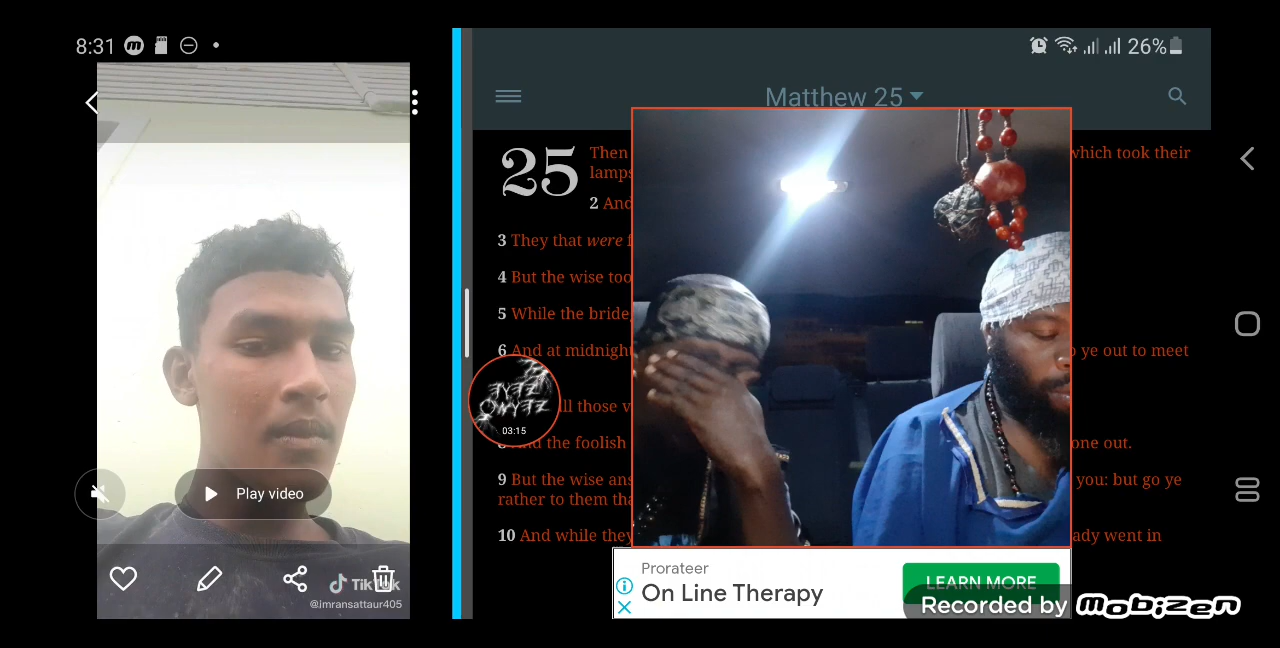 8:31
26%
Matthew 25
25 Then
which took their
lamps
2 And
3 They that were f
4 But the wise too
5 While the bride
6 And at midnight
o ye out to meet
03:15
ll those v
nd the foolish
one out.
9 But the wise ans
you: but go ye
rather to them tha
10 And while they
ady went in
Play video
TikTok
@imransattaur405
Prorateer
On Line Therapy
LEARN MORE
Recorded by mobizen